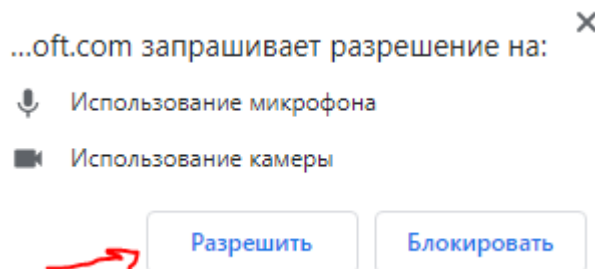 ...oft.com запрашивает разрешение на:
Использование микрофона
Использование камеры
Разрешить Блокировать